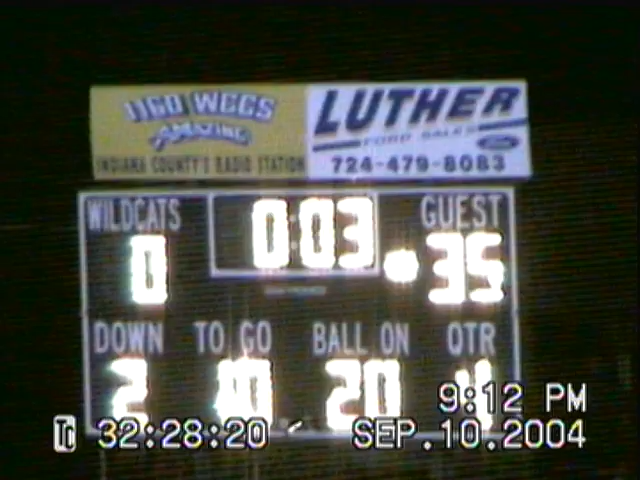 1160 WCCS
AMAZING
INDIANA COUNTY'S RADIO STATION
LUTHER
FORD SALES
Ford
724-479-8083
WILDCATS
0:03
GUEST
0
35
DOWN
TO GO
BALL ON
QTR
2
10
20
4
9:12 PM
TC 32:28:20
SEP.10.2004